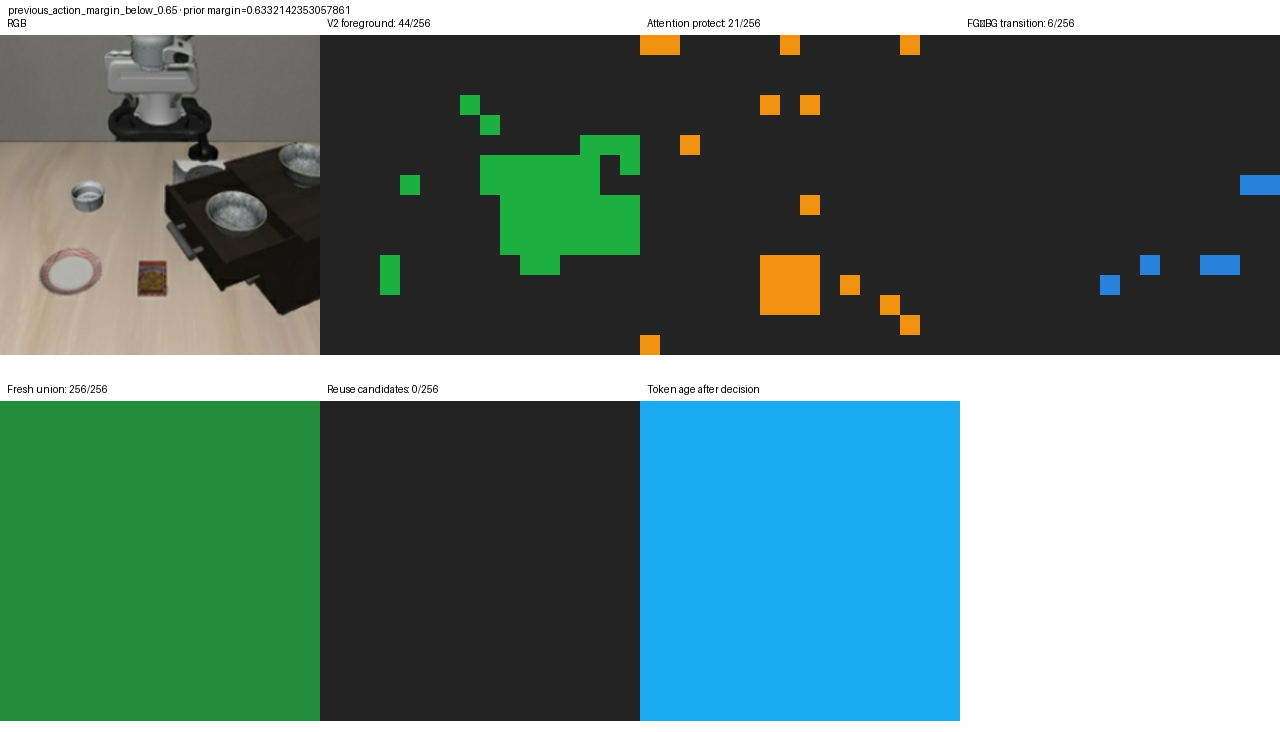 previous_action_margin_below_0.65 · prior margin=0.6332142353057861
RGB
V2 foreground: 44/256
Attention protect: 21/256
transition: 6/256
Fresh union: 256/256
Reuse candidates: 0/256
Token age after decision